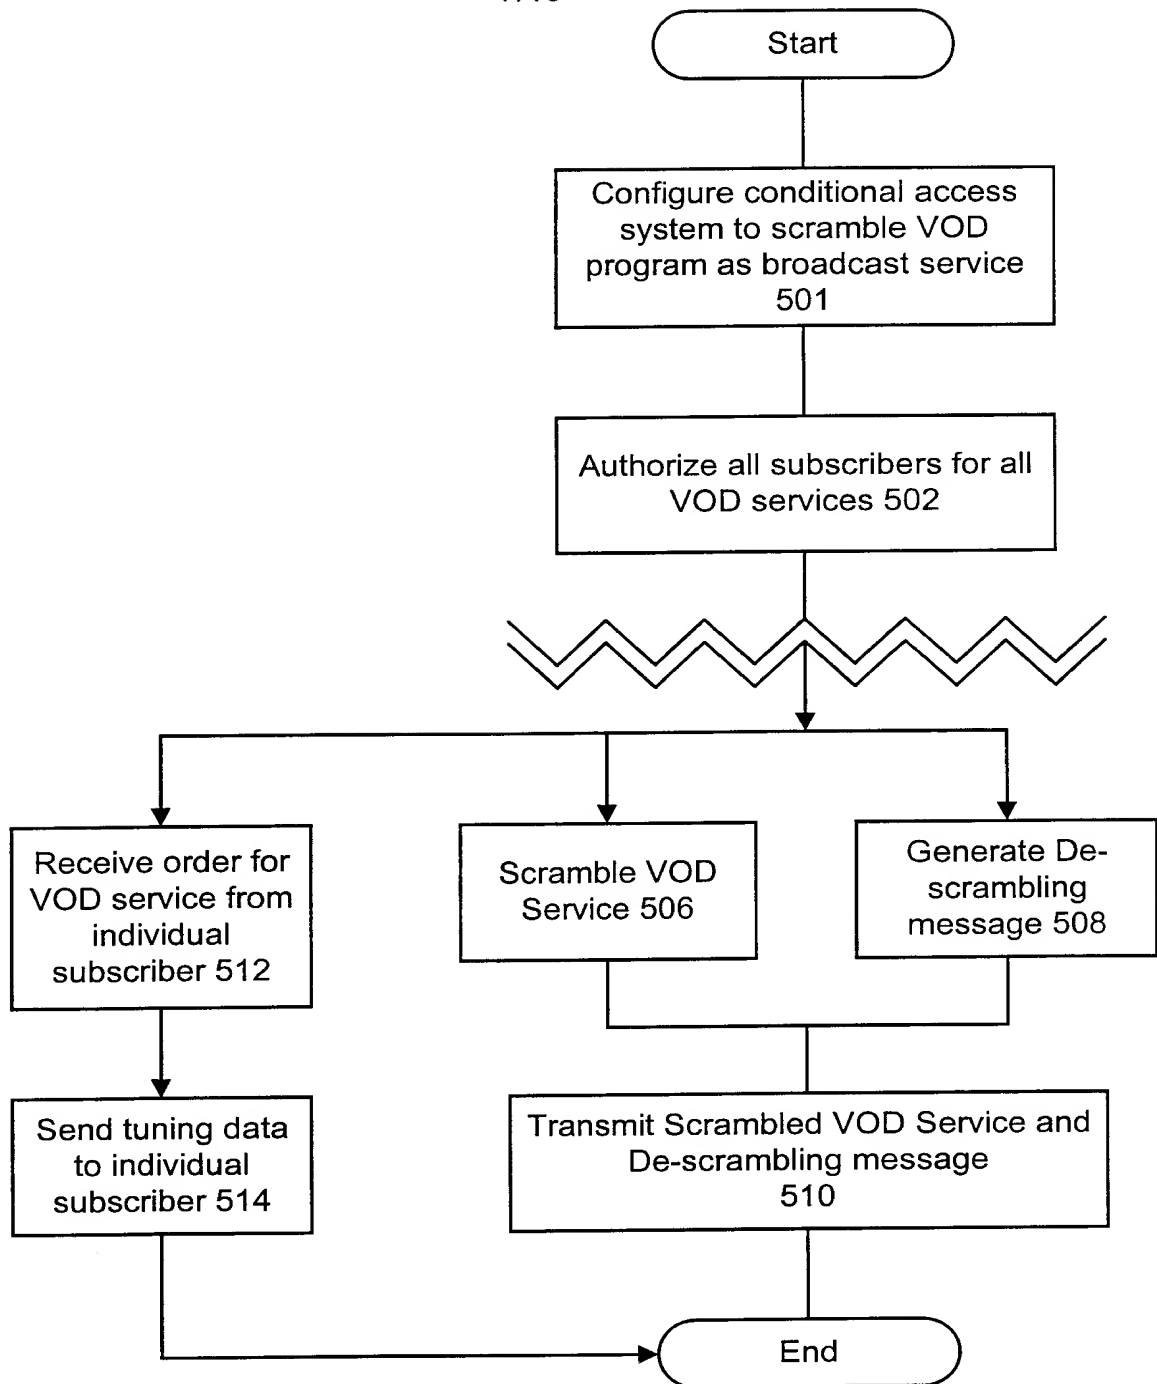 Start
Configure conditional access
system to scramble VOD
program as broadcast service
501
Authorize all subscribers for all
VOD services 502
Receive order for
VOD service from
individual
subscriber 512
Scramble VOD
Service 506
Generate De-
scrambling
message 508
Send tuning data
to individual
subscriber 514
Transmit Scrambled VOD Service and
De-scrambling message
510
End